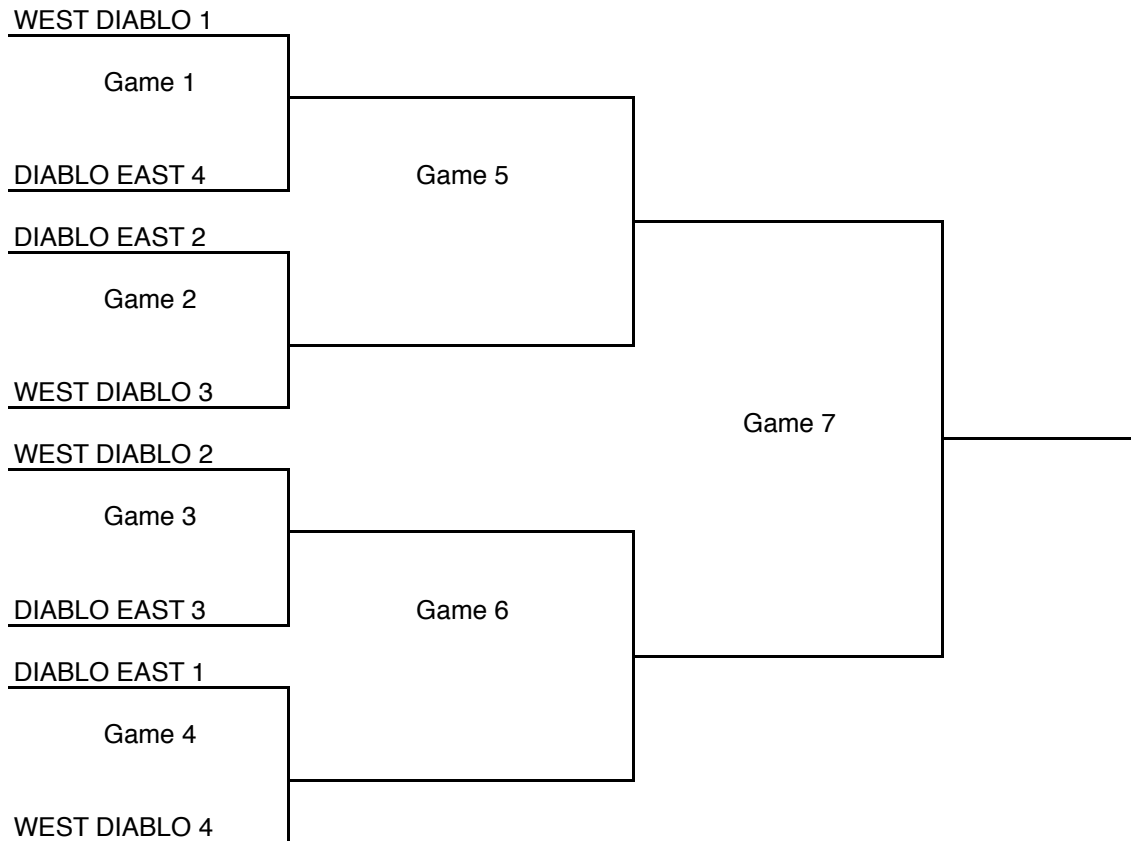 WEST DIABLO 1
Game 1
DIABLO EAST 4
Game 5
DIABLO EAST 2
Game 2
WEST DIABLO 3
Game 7
WEST DIABLO 2
Game 3
DIABLO EAST 3
Game 6
DIABLO EAST 1
Game 4
WEST DIABLO 4